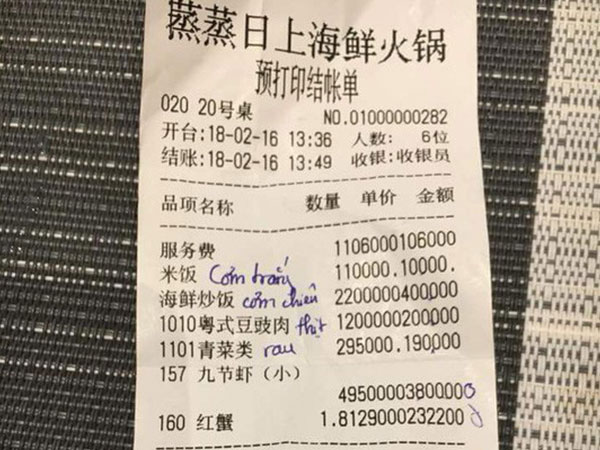 蒸蒸日上海鲜火锅
预打印结帐单
020 20号桌 NO.01000000282
开台:18-02-16 13:36 人数: 6位
结账:18-02-16 13:49 收银:收银员
品项名称 数量 单价 金额
服务费 1106000106000
米饭 Cơm trắng 110000.10000.
海鲜炒饭 cơm chiên 2200000400000
1010粤式豆豉肉 thịt 1200000200000
1101青菜类 rau 295000.190,000
157 九节虾（小）
49500003800000
160 红蟹 1.8129000232200